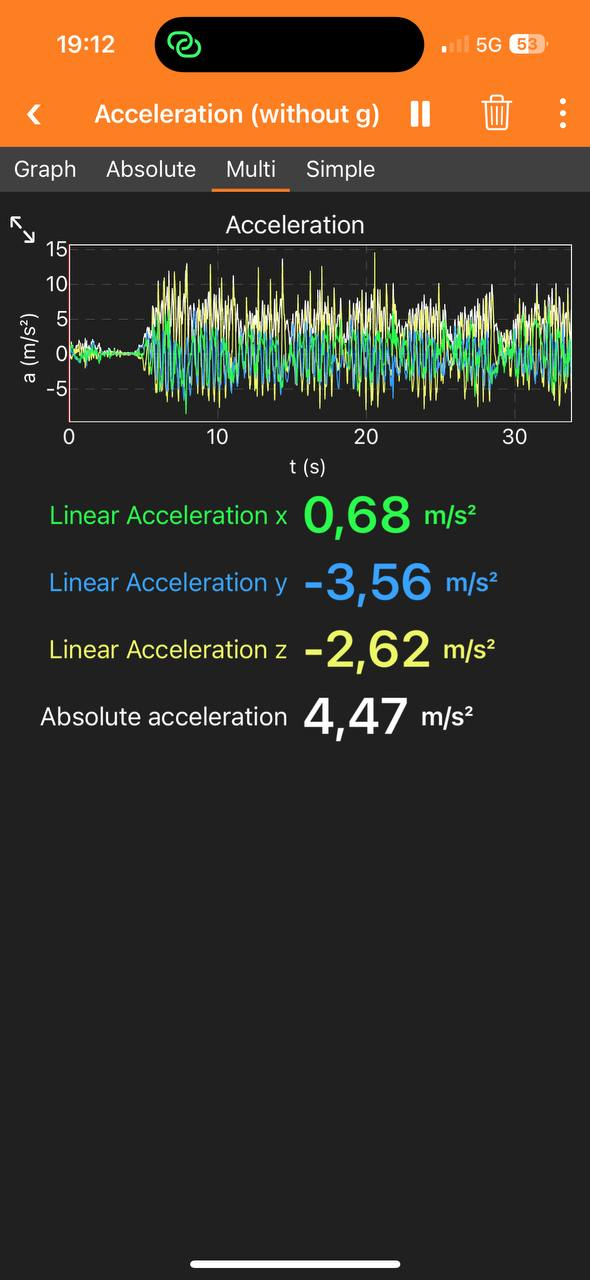 19:12
5G 53
Acceleration (without g)
Graph Absolute Multi Simple
Acceleration
15
10
5
0
-5
a (m/s²)
0 10 20 30
t (s)
Linear Acceleration x 0,68 m/s²
Linear Acceleration y -3,56 m/s²
Linear Acceleration z -2,62 m/s²
Absolute acceleration 4,47 m/s²